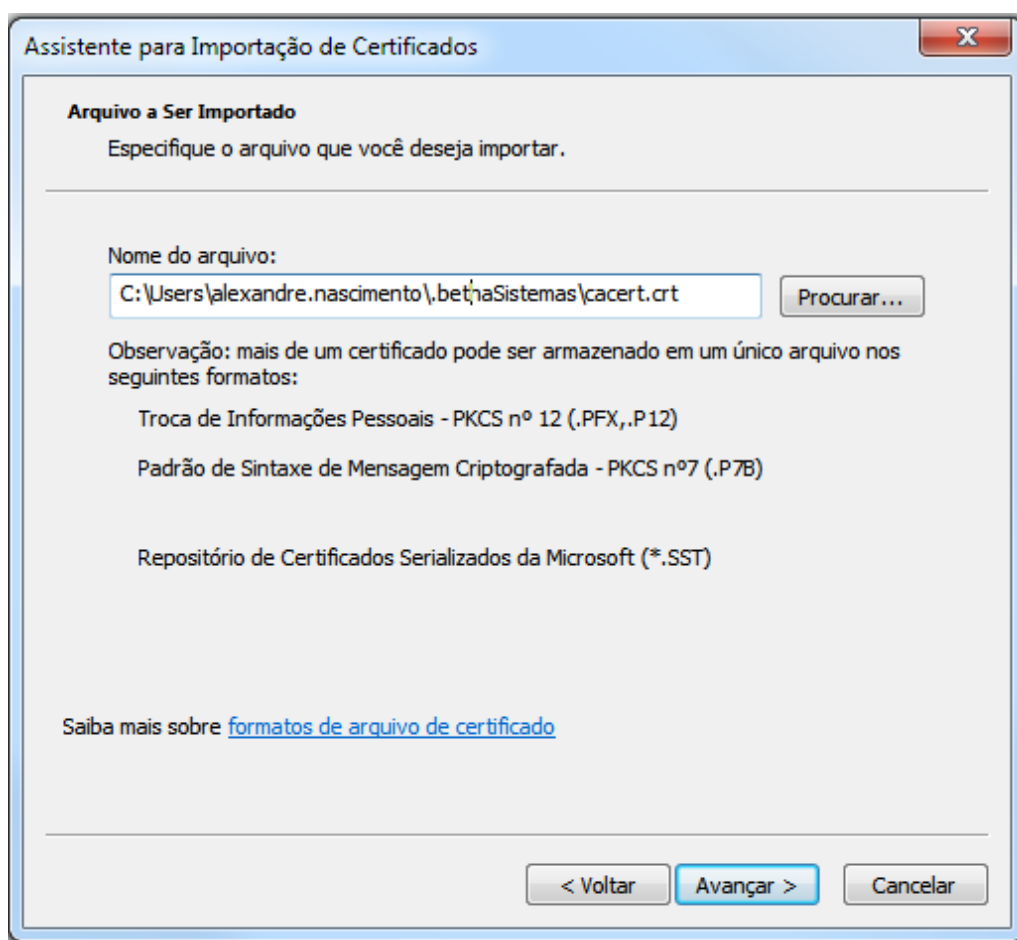 Assistente para Importação de Certificados
Arquivo a Ser Importado
Especifique o arquivo que você deseja importar.
Nome do arquivo:
C:\Users\alexandre.nascimento\.bethaSistemas\cacert.crt
Procurar...
Observação: mais de um certificado pode ser armazenado em um único arquivo nos
seguintes formatos:
Troca de Informações Pessoais - PKCS nº 12 (.PFX,.P12)
Padrão de Sintaxe de Mensagem Criptografada - PKCS nº7 (.P7B)
Repositório de Certificados Serializados da Microsoft (*.SST)
Saiba mais sobre formatos de arquivo de certificado
< Voltar
Avançar >
Cancelar